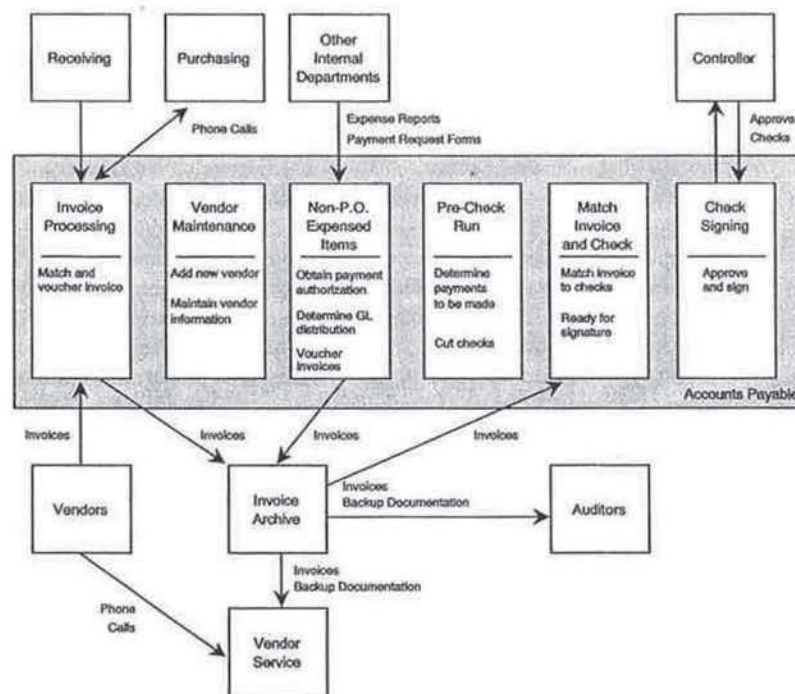 Receiving
Purchasing
Other
Internal
Departments
Controller
Phone Calls
Expense Reports
Payment Request Forms
Approve
Checks
Invoice
Processing
Match and
voucher invoice
Vendor
Maintenance
Add new vendor
Maintain vendor
information
Non-P.O.
Expensed
Items
Obtain payment
authorization
Determine GL
distribution
Voucher
Invoices
Pre-Check
Run
Determine
payments
to be made
Cut checks
Match
Invoice
and Check
Match invoice
to checks
Ready for
signature
Check
Signing
Approve
and sign
Accounts Payable
Invoices
Invoices
Invoices
Invoices
Vendors
Invoice
Archive
Invoices
Backup Documentation
Auditors
Invoices
Backup Documentation
Phone
Calls
Vendor
Service